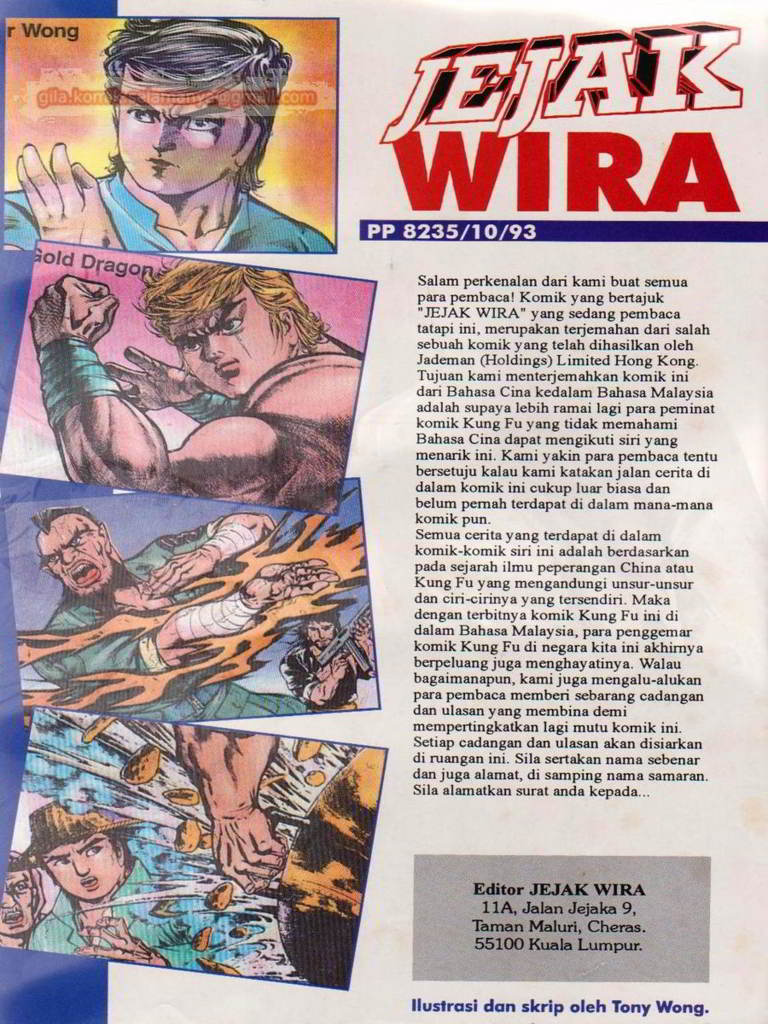 r Wong
gila.komik
@gmail.com
JEJAK
WIRA
PP 8235/10/93
Gold Dragon
Salam perkenalan dari kami buat semua
para pembaca! Komik yang bertajuk
"JEJAK WIRA" yang sedang pembaca
tatapi ini, merupakan terjemahan dari salah
sebuah komik yang telah dihasilkan oleh
Jademan (Holdings) Limited Hong Kong.
Tujuan kami menterjemahkan komik ini
dari Bahasa Cina kedalam Bahasa Malaysia
adalah supaya lebih ramai lagi para peminat
komik Kung Fu yang tidak memahami
Bahasa Cina dapat mengikuti siri yang
menarik ini. Kami yakin para pembaca tentu
bersetuju kalau kami katakan jalan cerita di
dalam komik ini cukup luar biasa dan
belum pernah terdapat di dalam mana-mana
komik pun.
Semua cerita yang terdapat di dalam
komik-komik siri ini adalah berdasarkan
pada sejarah ilmu peperangan China atau
Kung Fu yang mengandungi unsur-unsur
dan ciri-cirinya yang tersendiri. Maka
dengan terbitnya komik Kung Fu ini di
dalam Bahasa Malaysia, para penggemar
komik Kung Fu di negara kita ini akhirnya
berpeluang juga menghayatinya. Walau
bagaimanapun, kami juga mengalu-alukan
para pembaca memberi sebarang cadangan
dan ulasan yang membina demi
mempertingkatkan lagi mutu komik ini.
Setiap cadangan dan ulasan akan disiarkan
di ruangan ini. Sila sertakan nama sebenar
dan juga alamat, di samping nama samaran.
Sila alamatkan surat anda kepada...
Editor JEJAK WIRA
11A, Jalan Jejaka 9,
Taman Maluri, Cheras.
55100 Kuala Lumpur.
Ilustrasi dan skrip oleh Tony Wong.